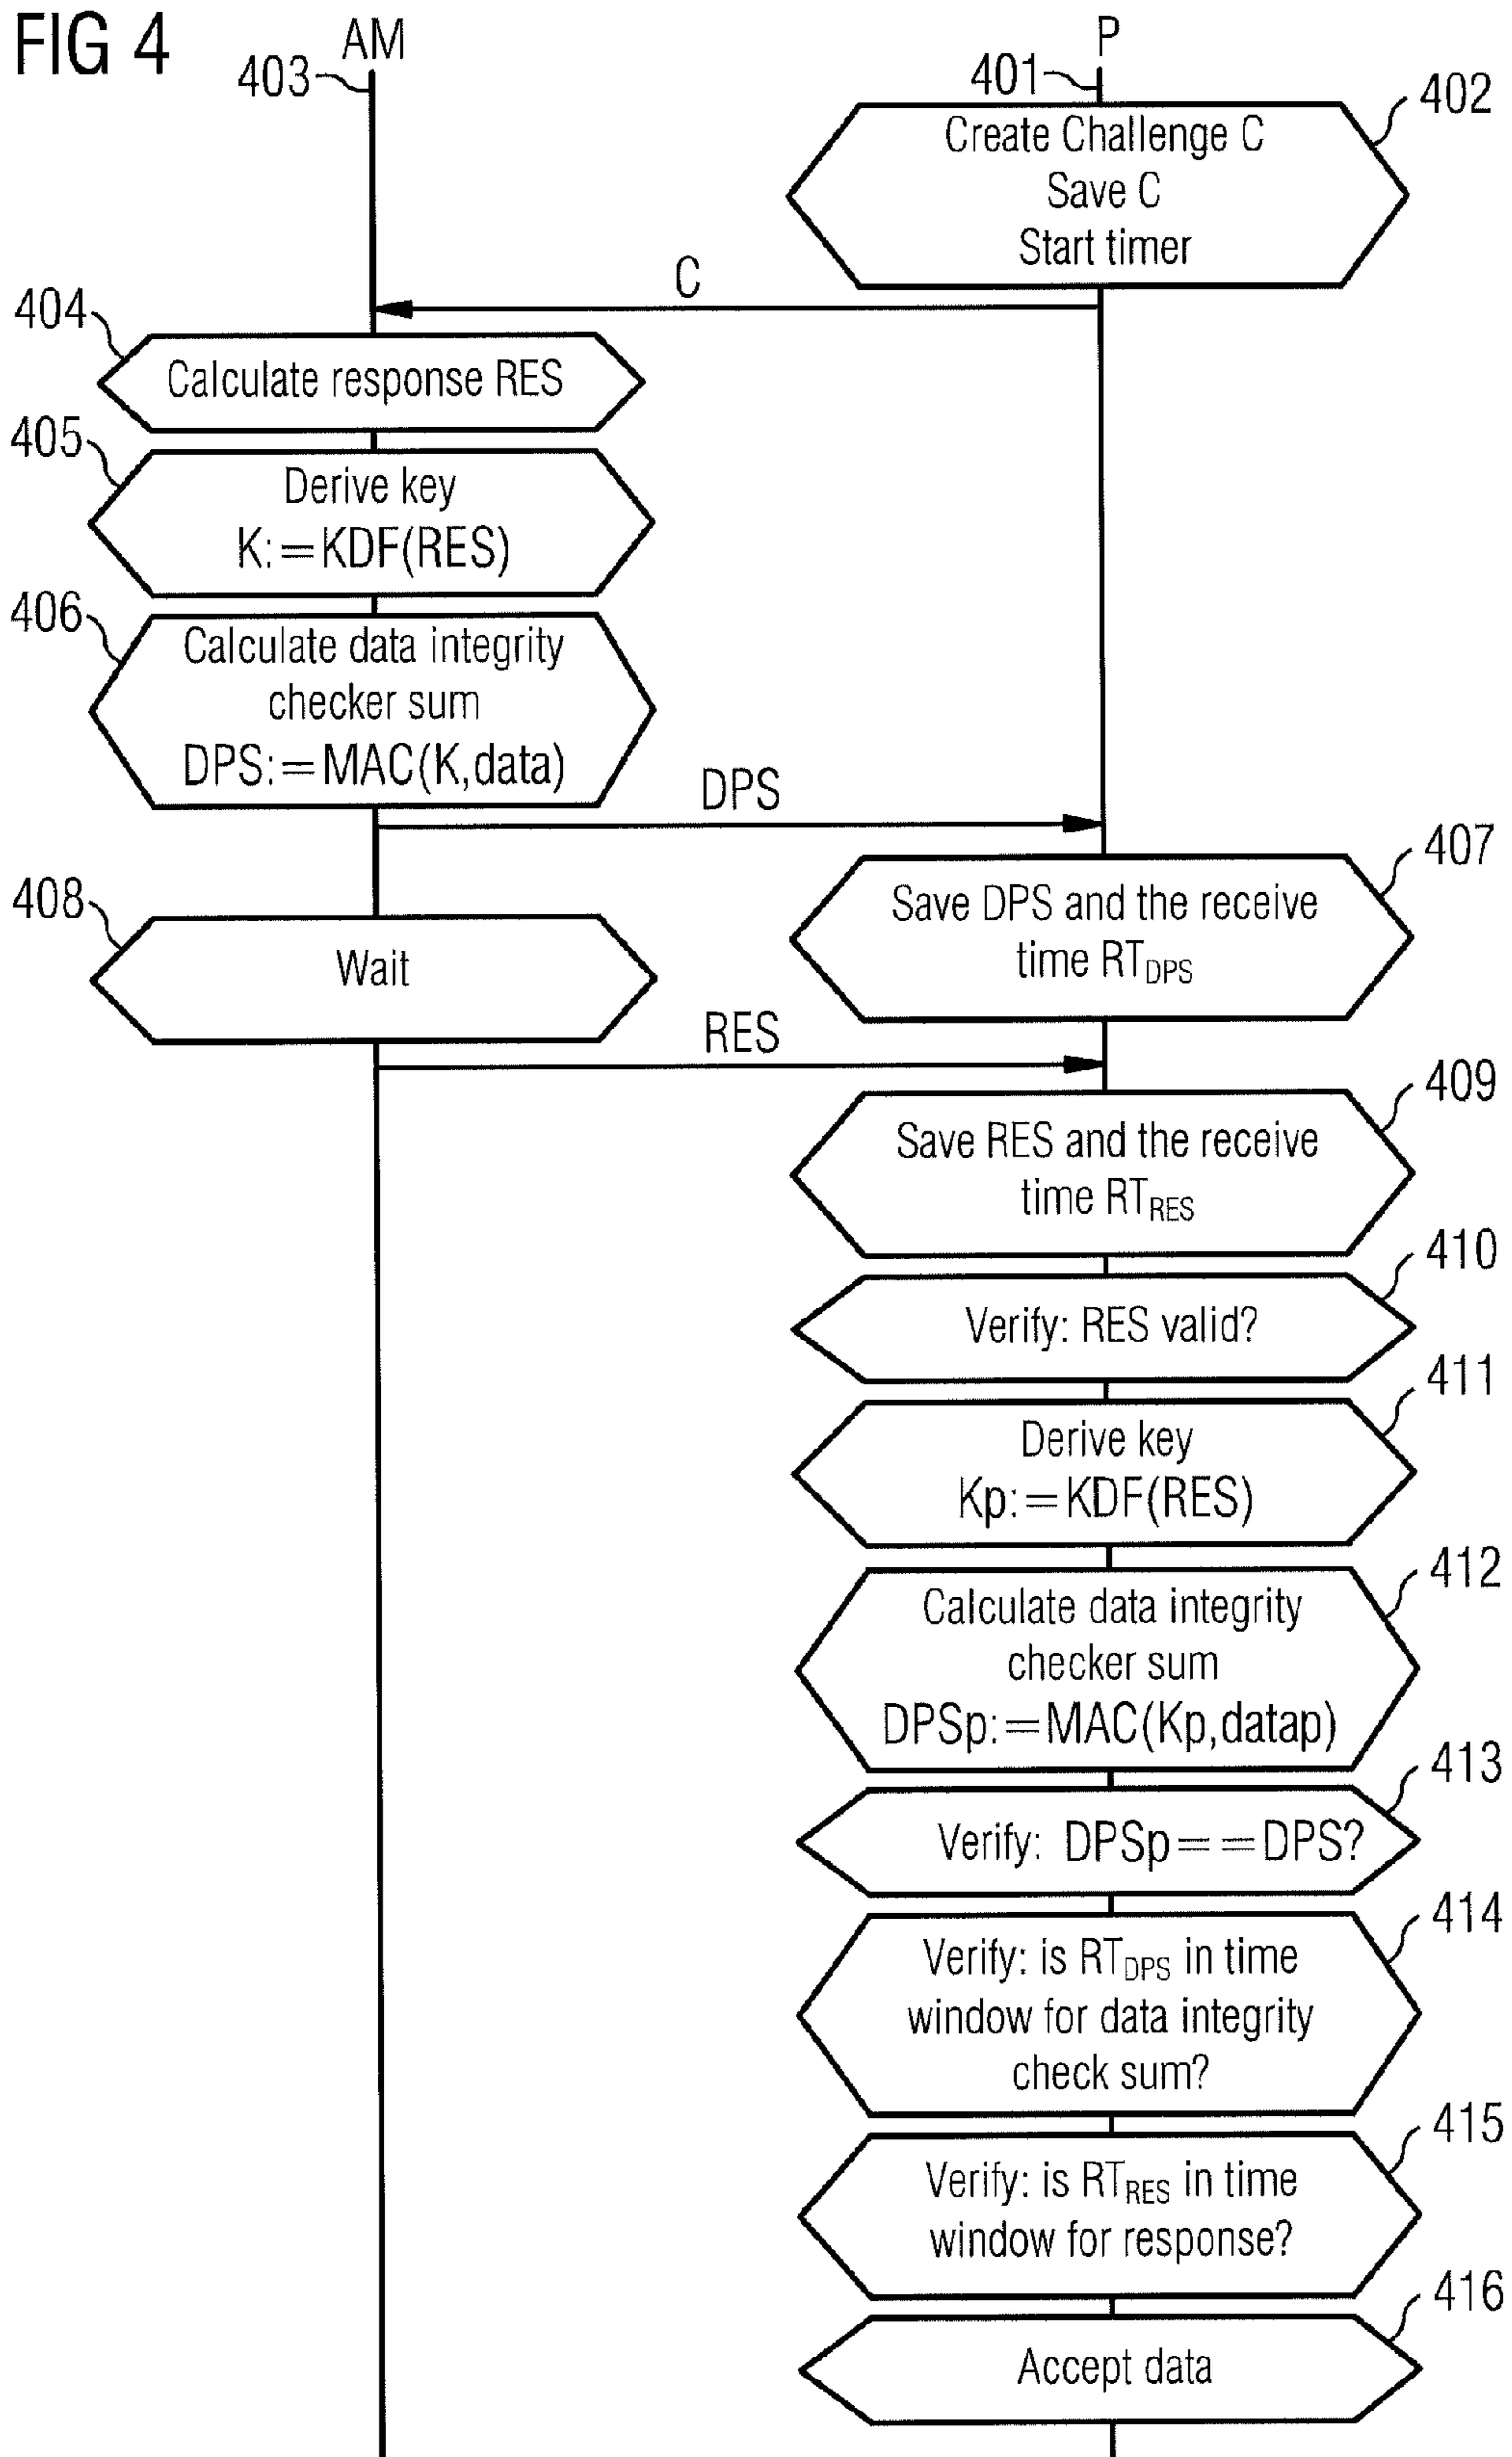 FIG 4
AM
P
403
401
402
Create Challenge C
Save C
Start timer
C
404
Calculate response RES
405
Derive key
K:=KDF(RES)
406
Calculate data integrity
checker sum
DPS:=MAC(K,data)
DPS
407
Save DPS and the receive
time RTDPS
408
Wait
RES
409
Save RES and the receive
time RTRES
410
Verify: RES valid?
411
Derive key
Kp:=KDF(RES)
412
Calculate data integrity
checker sum
DPSp:=MAC(Kp,datap)
413
Verify: DPSp==DPS?
414
Verify: is RTDPS in time
window for data integrity
check sum?
415
Verify: is RTRES in time
window for response?
416
Accept data